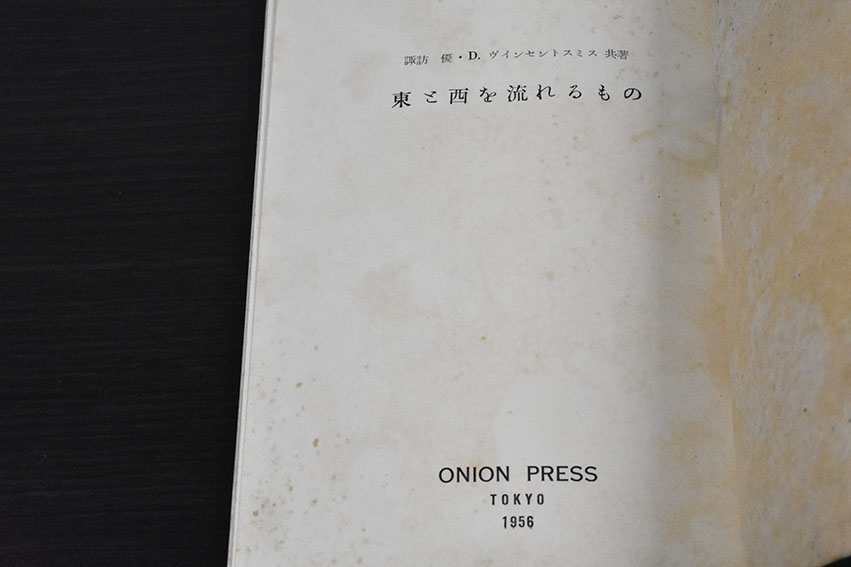 諏訪 優・D. ヴインセントスミス 共著
東と西を流れるもの
ONION PRESS
TOKYO
1956